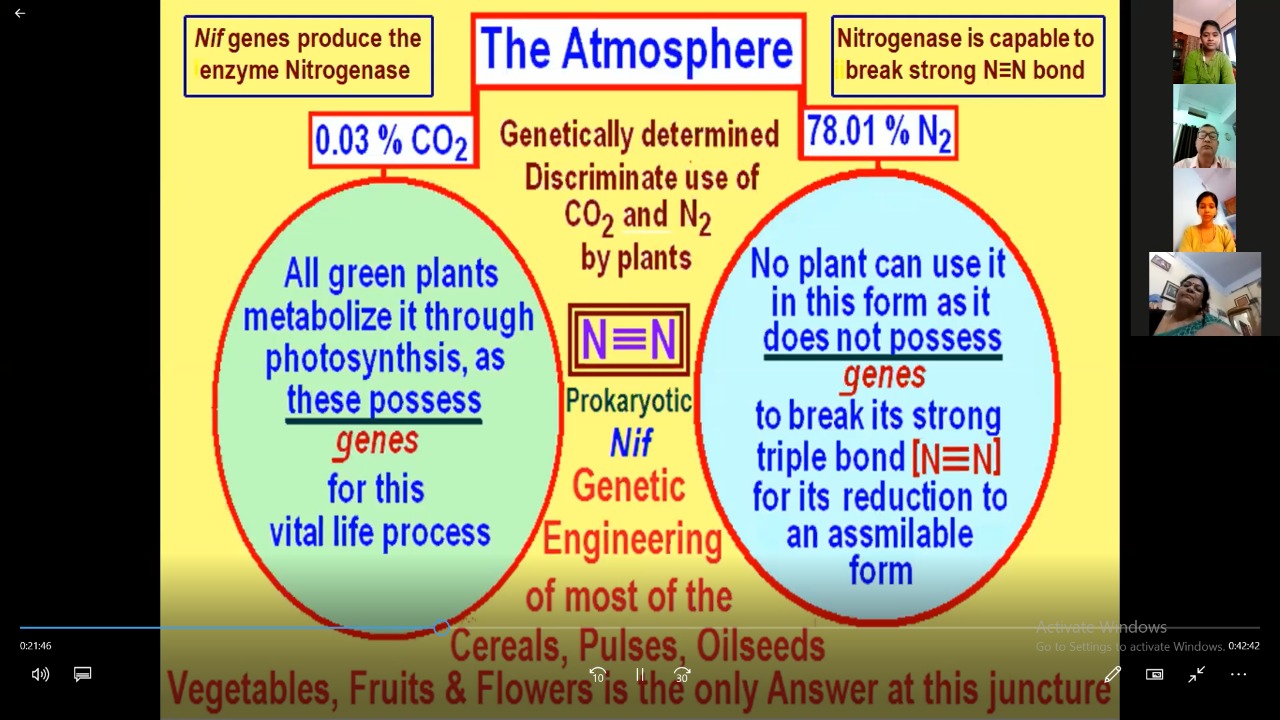 Nif genes produce the
enzyme Nitrogenase
The Atmosphere
Nitrogenase is capable to
break strong N≡N bond
0.03 % CO₂
78.01 % N₂
Genetically determined
Discriminate use of
CO₂ and N₂
by plants
All green plants
metabolize it through
photosynthsis, as
these possess
genes
for this
vital life process
N≡N
Prokaryotic
Nif
Genetic
Engineering
of most of the
Cereals, Pulses, Oilseeds
Vegetables, Fruits & Flowers is the only Answer at this juncture
No plant can use it
in this form as it
does not possess
genes
to break its strong
triple bond [N≡N]
for its reduction to
an assmilable
form
Activate Windows
Go to Settings to activate Windows.
0:21:46
0:42:42
10
30